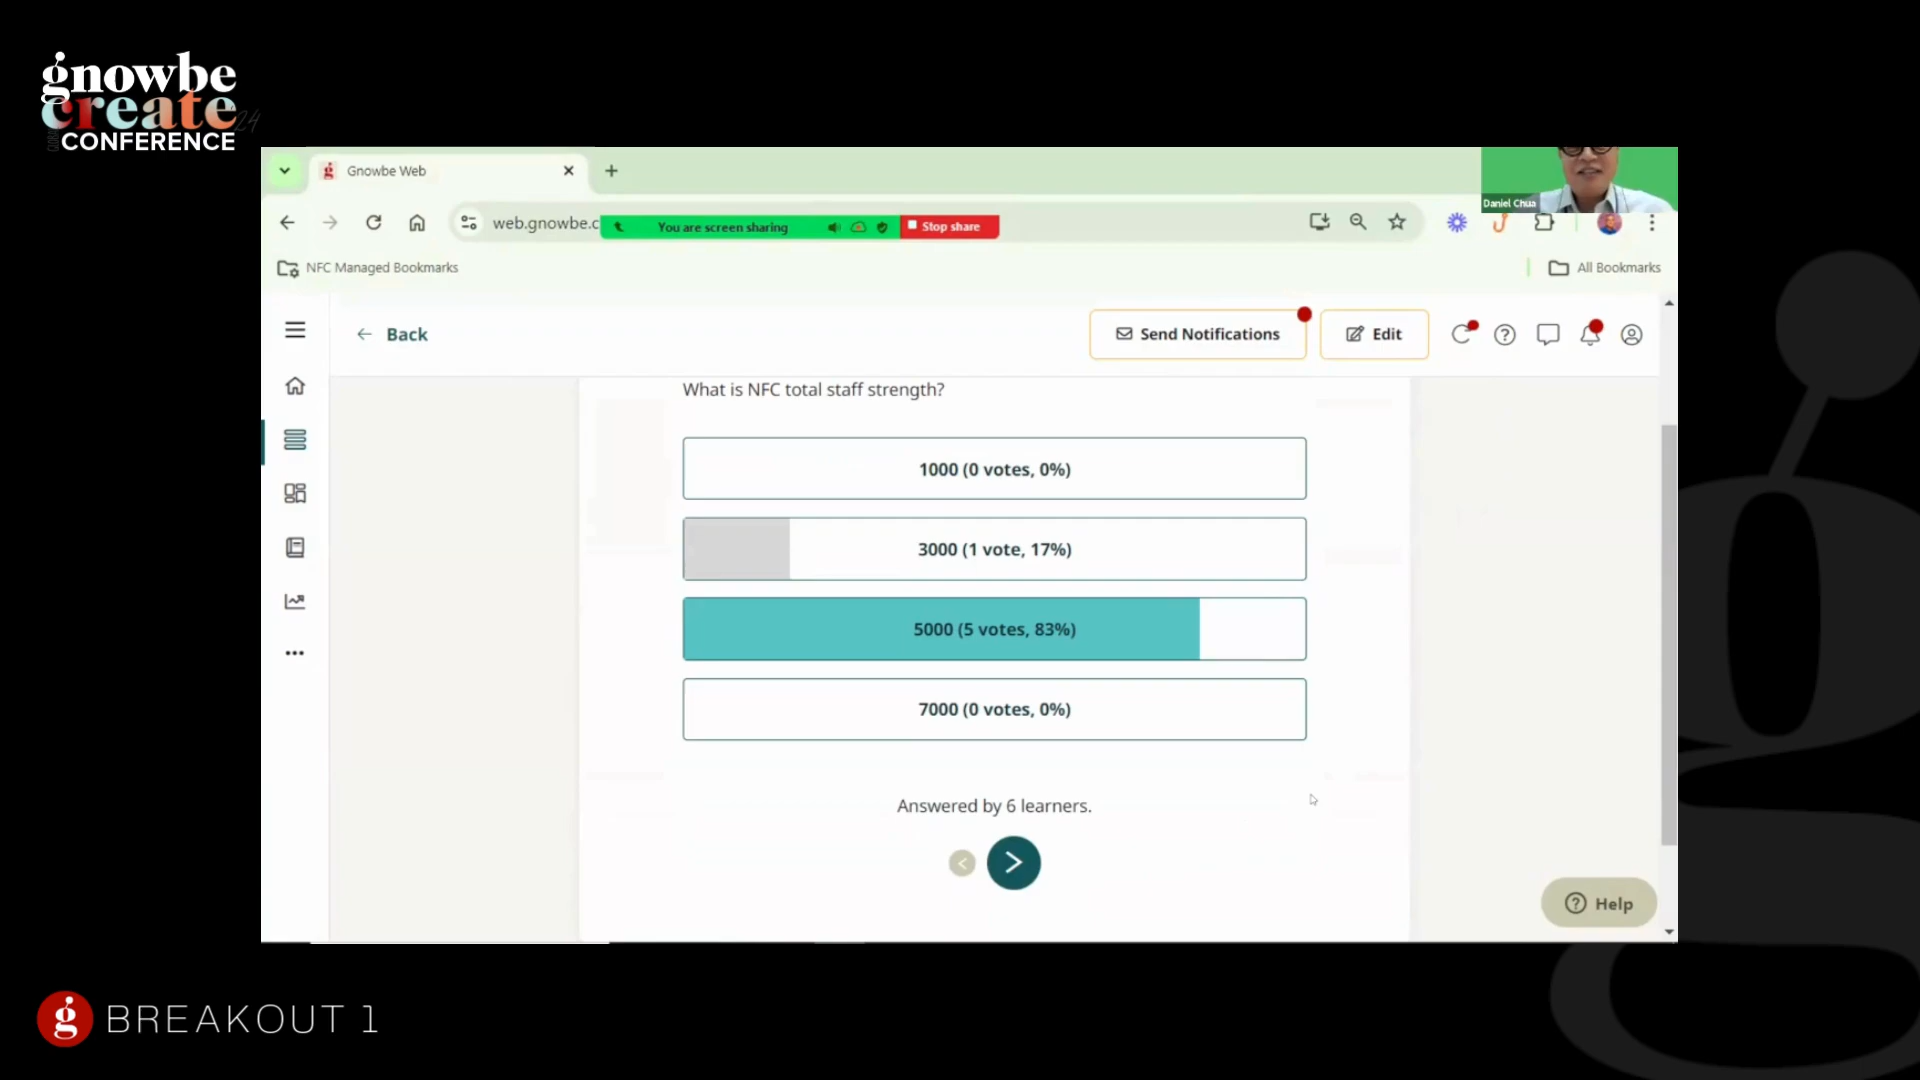 gnowbe
create '24
CONFERENCE
Gnowbe Web
Daniel Chua
web.gnowbe.c
You are screen sharing
Stop share
NFC Managed Bookmarks
All Bookmarks
Back
Send Notifications
Edit
What is NFC total staff strength?
1000 (0 votes, 0%)
3000 (1 vote, 17%)
5000 (5 votes, 83%)
7000 (0 votes, 0%)
Answered by 6 learners.
Help
g BREAKOUT 1